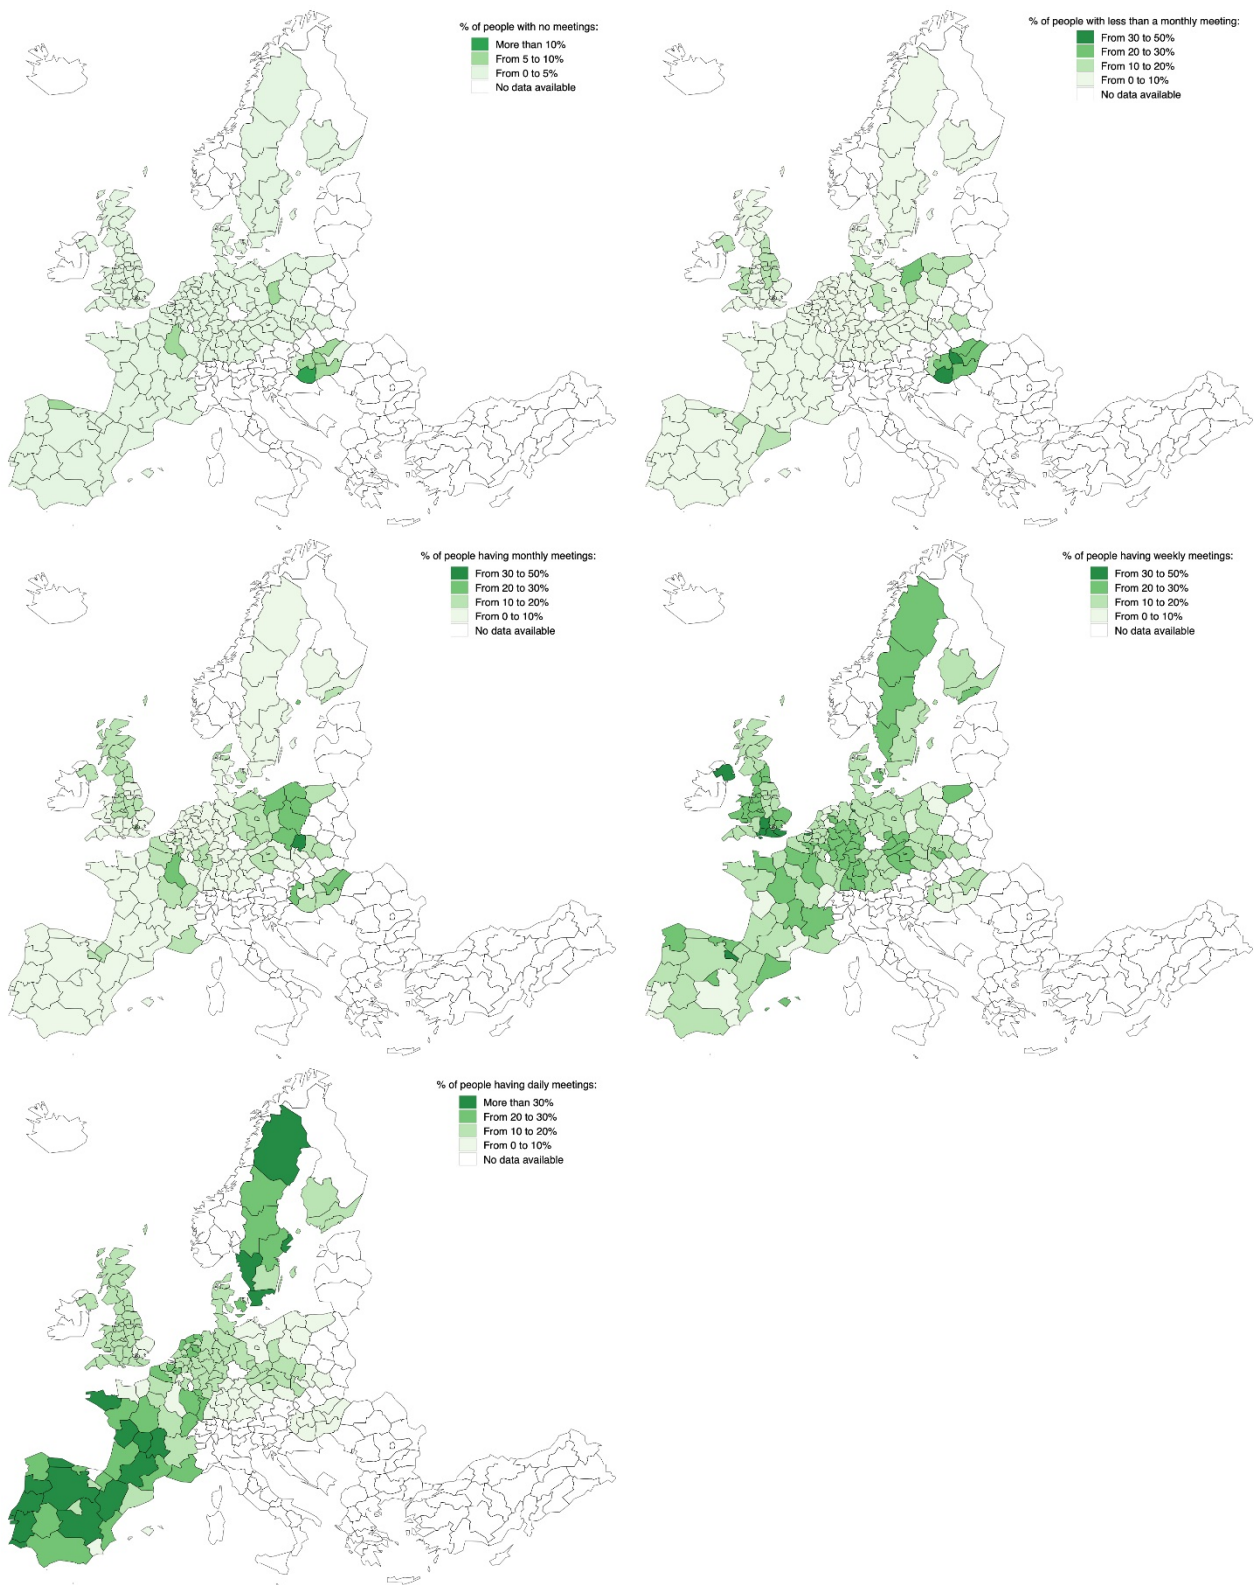 % of people with no meetings:
More than 10%
From 5 to 10%
From 0 to 5%
No data available
% of people with less than a monthly meeting:
From 30 to 50%
From 20 to 30%
From 10 to 20%
From 0 to 10%
No data available
% of people having monthly meetings:
From 30 to 50%
From 20 to 30%
From 10 to 20%
From 0 to 10%
No data available
% of people having weekly meetings:
From 30 to 50%
From 20 to 30%
From 10 to 20%
From 0 to 10%
No data available
% of people having daily meetings:
More than 30%
From 20 to 30%
From 10 to 20%
From 0 to 10%
No data available